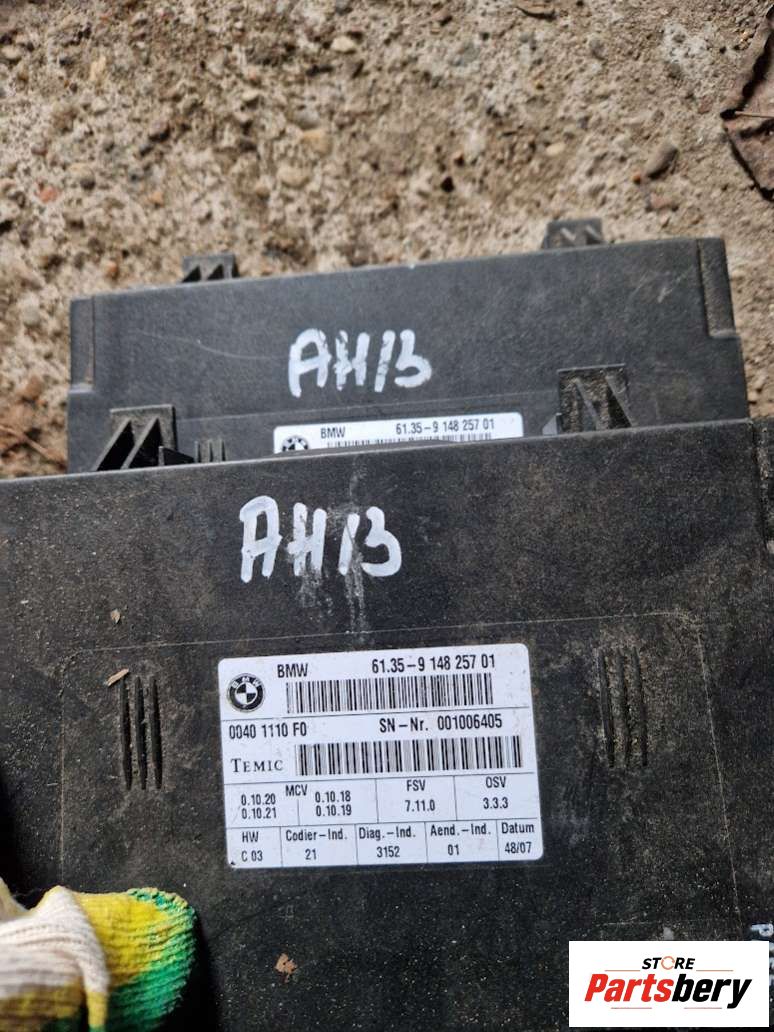 AH13
BMW 61.35-9 148 257 01
AH13
BMW 61.35-9 148 257 01
0040 1110 F0 SN-Nr. 001006405
TEMIC
MCV FSV OSV
0.10.20 0.10.18 7.11.0 3.3.3
0.10.21 0.10.19
HW Codier-Ind. Diag.-Ind. Aend.-Ind. Datum
C 03 21 3152 01 48/07
STORE
Partsbery